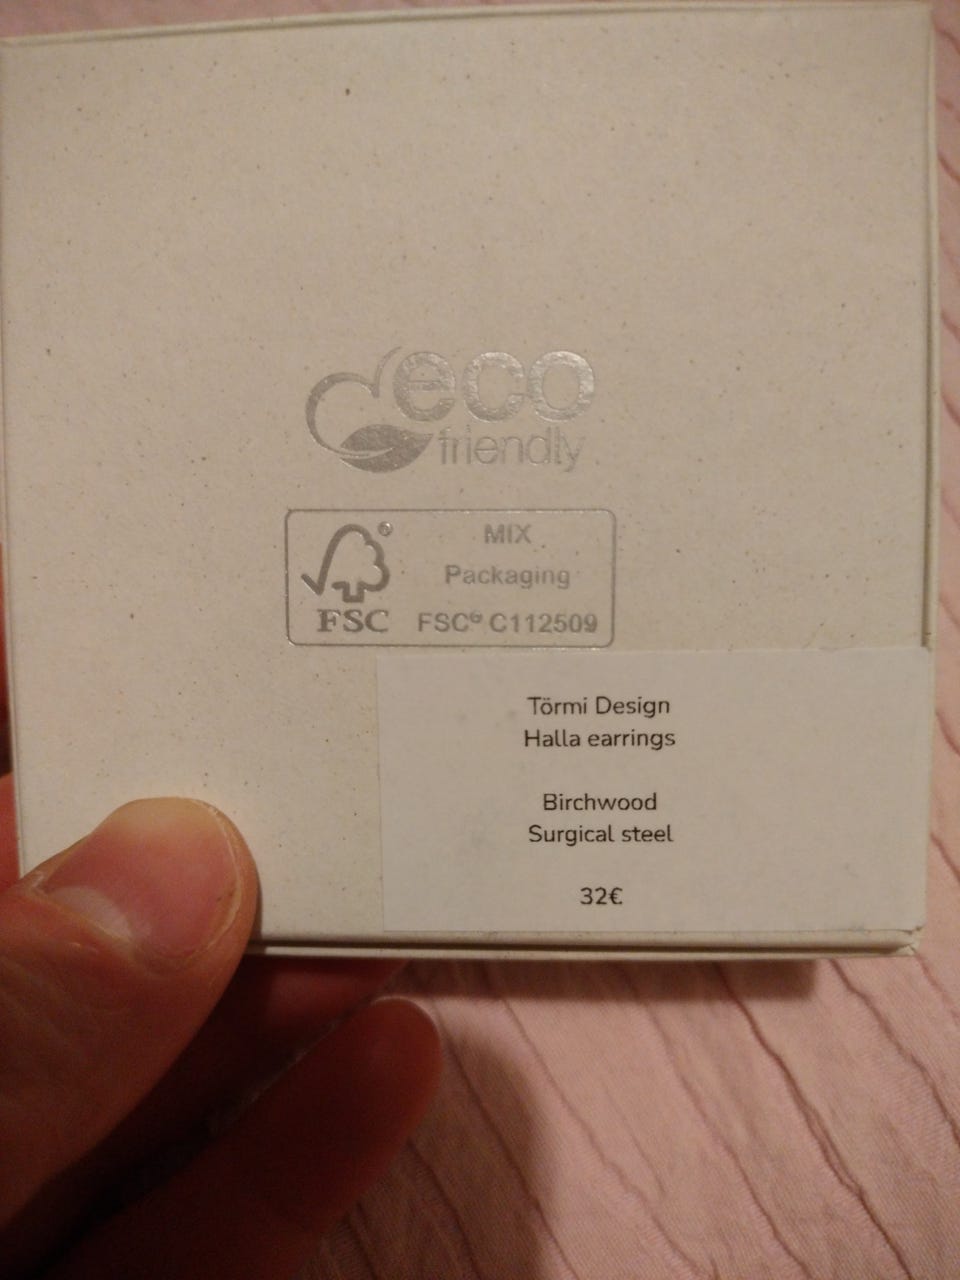 eco
friendly
MIX
Packaging
FSC
FSC® C112509
Törmi Design
Halla earrings
Birchwood
Surgical steel
32€